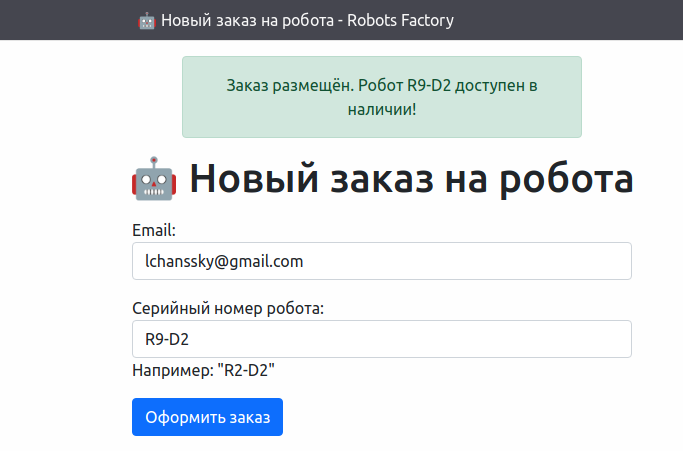 🤖 Новый заказ на робота - Robots Factory
Заказ размещён. Робот R9-D2 доступен в
наличии!
🤖 Новый заказ на робота
Email:
lchanssky@gmail.com
Серийный номер робота:
R9-D2
Например: "R2-D2"
Оформить заказ